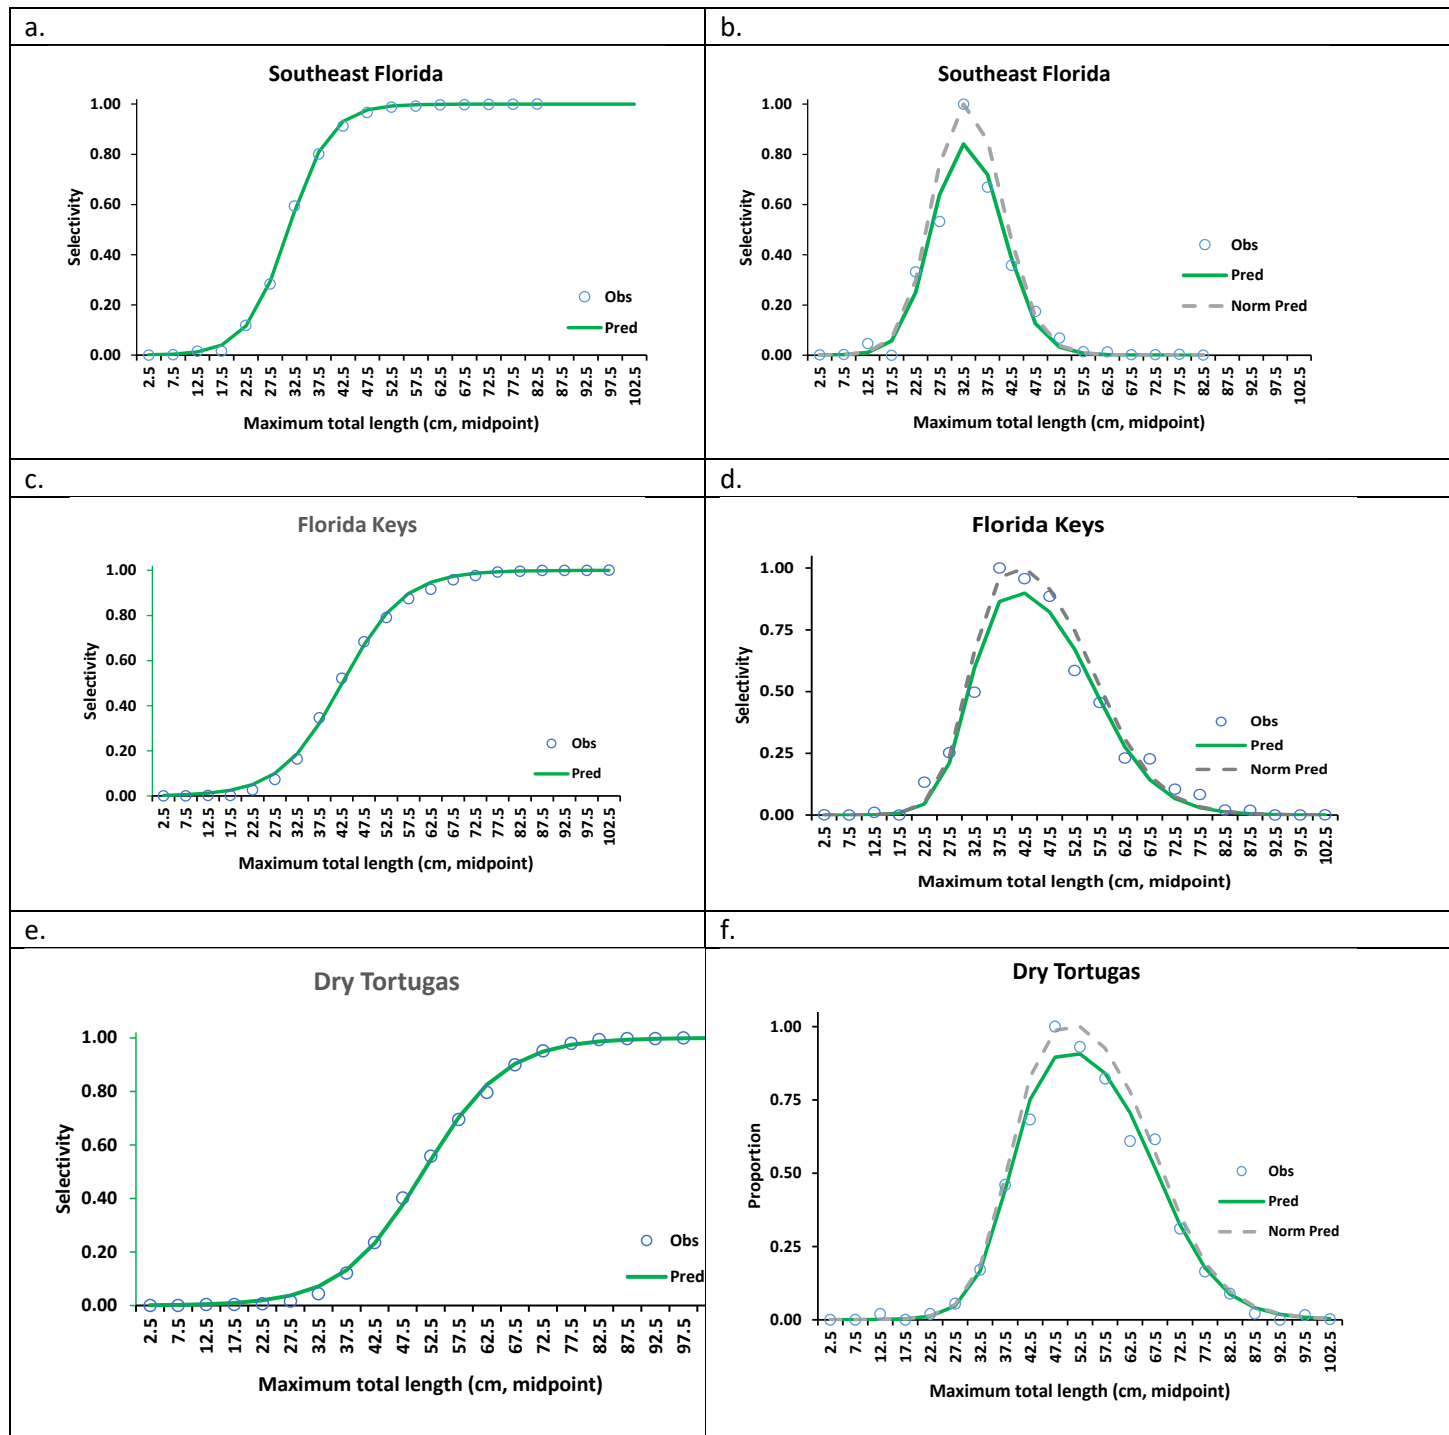 a.
Southeast Florida
1.00
0.80
0.60
0.40
0.20
0.00
Selectivity
Obs
Pred
2.5 7.5 12.5 17.5 22.5 27.5 32.5 37.5 42.5 47.5 52.5 57.5 62.5 67.5 72.5 77.5 82.5 87.5 92.5 97.5 102.5
Maximum total length (cm, midpoint)
b.
Southeast Florida
1.00
0.80
0.60
0.40
0.20
0.00
Selectivity
Obs
Pred
Norm Pred
2.5 7.5 12.5 17.5 22.5 27.5 32.5 37.5 42.5 47.5 52.5 57.5 62.5 67.5 72.5 77.5 82.5 87.5 92.5 97.5 102.5
Maximum total length (cm, midpoint)
c.
Florida Keys
1.00
0.80
0.60
0.40
0.20
0.00
Selectivity
Obs
Pred
2.5 7.5 12.5 17.5 22.5 27.5 32.5 37.5 42.5 47.5 52.5 57.5 62.5 67.5 72.5 77.5 82.5 87.5 92.5 97.5 102.5
Maximum total length (cm, midpoint)
d.
Florida Keys
1.00
0.75
0.50
0.25
0.00
Selectivity
Obs
Pred
Norm Pred
2.5 7.5 12.5 17.5 22.5 27.5 32.5 37.5 42.5 47.5 52.5 57.5 62.5 67.5 72.5 77.5 82.5 87.5 92.5 97.5 102.5
Maximum total length (cm, midpoint)
e.
Dry Tortugas
1.00
0.80
0.60
0.40
0.20
0.00
Selectivity
Obs
Pred
2.5 7.5 12.5 17.5 22.5 27.5 32.5 37.5 42.5 47.5 52.5 57.5 62.5 67.5 72.5 77.5 82.5 87.5 92.5 97.5
Maximum total length (cm, midpoint)
f.
Dry Tortugas
1.00
0.75
0.50
0.25
0.00
Proportion
Obs
Pred
Norm Pred
2.5 7.5 12.5 17.5 22.5 27.5 32.5 37.5 42.5 47.5 52.5 57.5 62.5 67.5 72.5 77.5 82.5 87.5 92.5 97.5 102.5
Maximum total length (cm, midpoint)